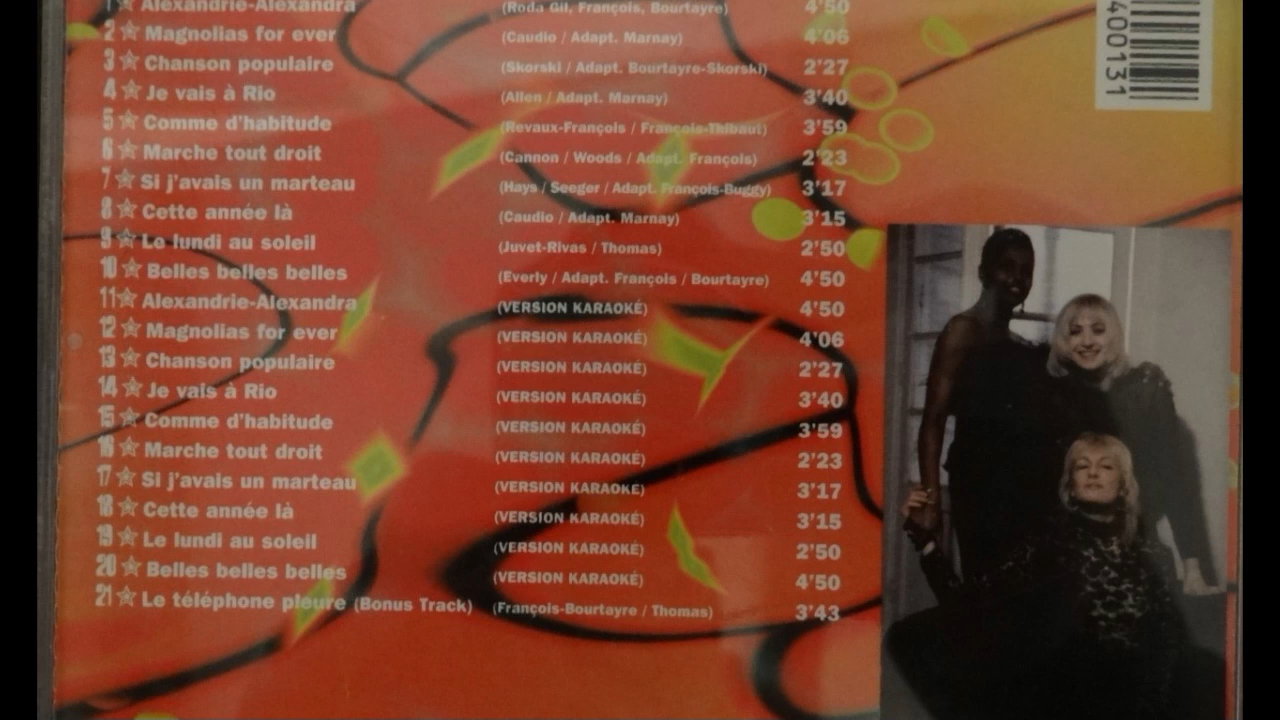 1 Alexandrie-Alexandra (Roda Gil, François, Bourtayre) 4'50
2 Magnolias for ever (Caudio / Adapt. Marnay) 4'06
3 Chanson populaire (Skorski / Adapt. Bourtayre-Skorski) 2'27
4 Je vais à Rio (Allen / Adapt. Marnay) 3'40
5 Comme d'habitude (Revaux-François / François-Thibaut) 3'59
6 Marche tout droit (Cannon / Woods / Adapt. François) 2'23
7 Si j'avais un marteau (Hays / Seeger / Adapt. François-Buggy) 3'17
8 Cette année là (Caudio / Adapt. Marnay) 3'15
9 Le lundi au soleil (Juvet-Rivas / Thomas) 2'50
10 Belles belles belles (Everly / Adapt. François / Bourtayre) 4'50
11 Alexandrie-Alexandra (VERSION KARAOKÉ) 4'50
12 Magnolias for ever (VERSION KARAOKÉ) 4'06
13 Chanson populaire (VERSION KARAOKÉ) 2'27
14 Je vais à Rio (VERSION KARAOKÉ) 3'40
15 Comme d'habitude (VERSION KARAOKÉ) 3'59
16 Marche tout droit (VERSION KARAOKÉ) 2'23
17 Si j'avais un marteau (VERSION KARAOKÉ) 3'17
18 Cette année là (VERSION KARAOKÉ) 3'15
19 Le lundi au soleil (VERSION KARAOKÉ) 2'50
20 Belles belles belles (VERSION KARAOKÉ) 4'50
21 Le téléphone pleure (Bonus Track) (François-Bourtayre / Thomas) 3'43
400131